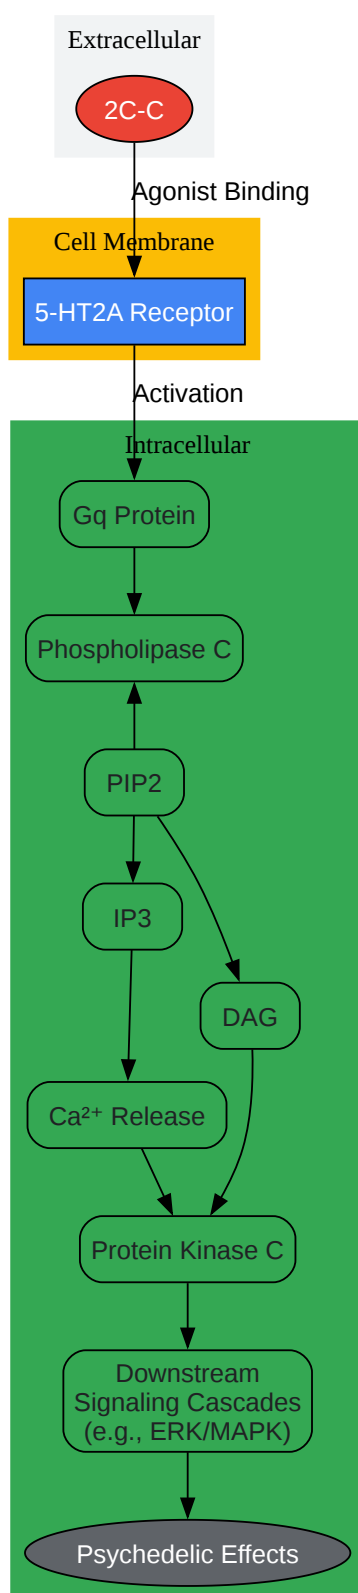 Extracellular
2C-C
Agonist Binding
Cell Membrane
5-HT2A Receptor
Activation
Intracellular
Gq Protein
Phospholipase C
PIP2
IP3
DAG
Ca²⁺ Release
Protein Kinase C
Downstream
Signaling Cascades
(e.g., ERK/MAPK)
Psychedelic Effects